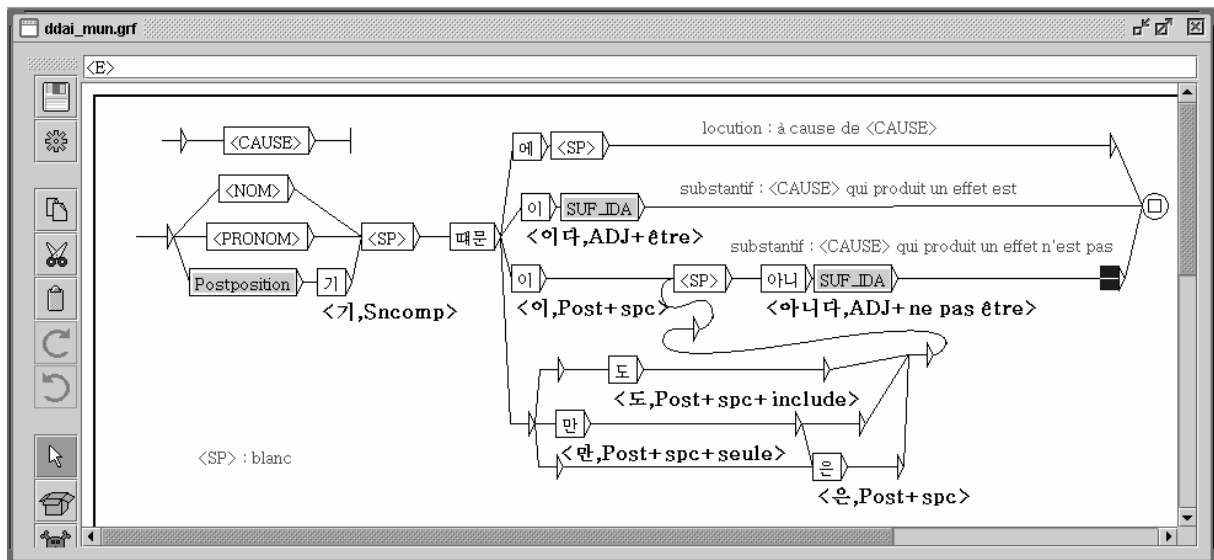 ddai_mun.grf
<E>
locution : à cause de <CAUSE>
<CAUSE>
에 <SP>
<NOM>
substantif : <CAUSE> qui produit un effet est
이 SUF_IDA
<PRONOM> <SP> 때문
<이다,ADJ+être>
substantif : <CAUSE> qui produit un effet n'est pas
Postposition 기
이 <SP> 아니 SUF_IDA
<기,Sncomp>
<이,Post+spc>
<아니다,ADJ+ne pas être>
도
<도,Post+spc+include>
만
<만,Post+spc+seule>
<SP> : blanc
은
<은,Post+spc>